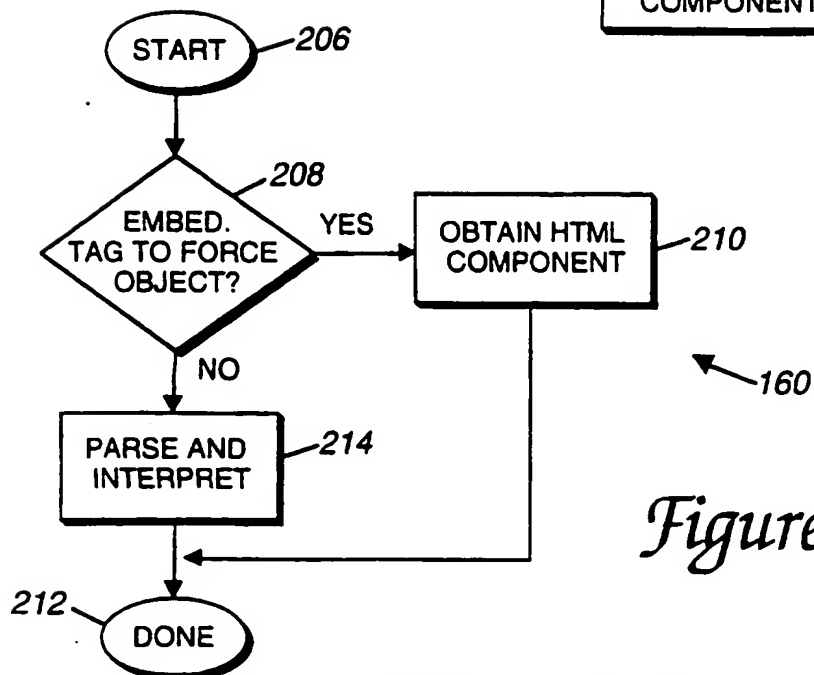 COMPONENT
START
206
208
EMBED.
TAG TO FORCE
OBJECT?
YES
OBTAIN HTML
COMPONENT
210
NO
160
PARSE AND
INTERPRET
214
Figure
212
DONE